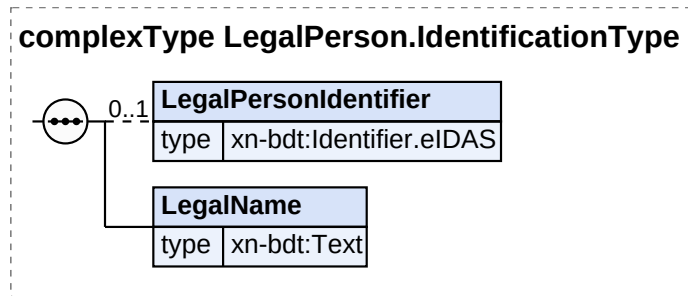 complexType LegalPerson.IdentificationType
0..1
LegalPersonIdentifier
type xn-bdt:Identifier.eIDAS
LegalName
type xn-bdt:Text